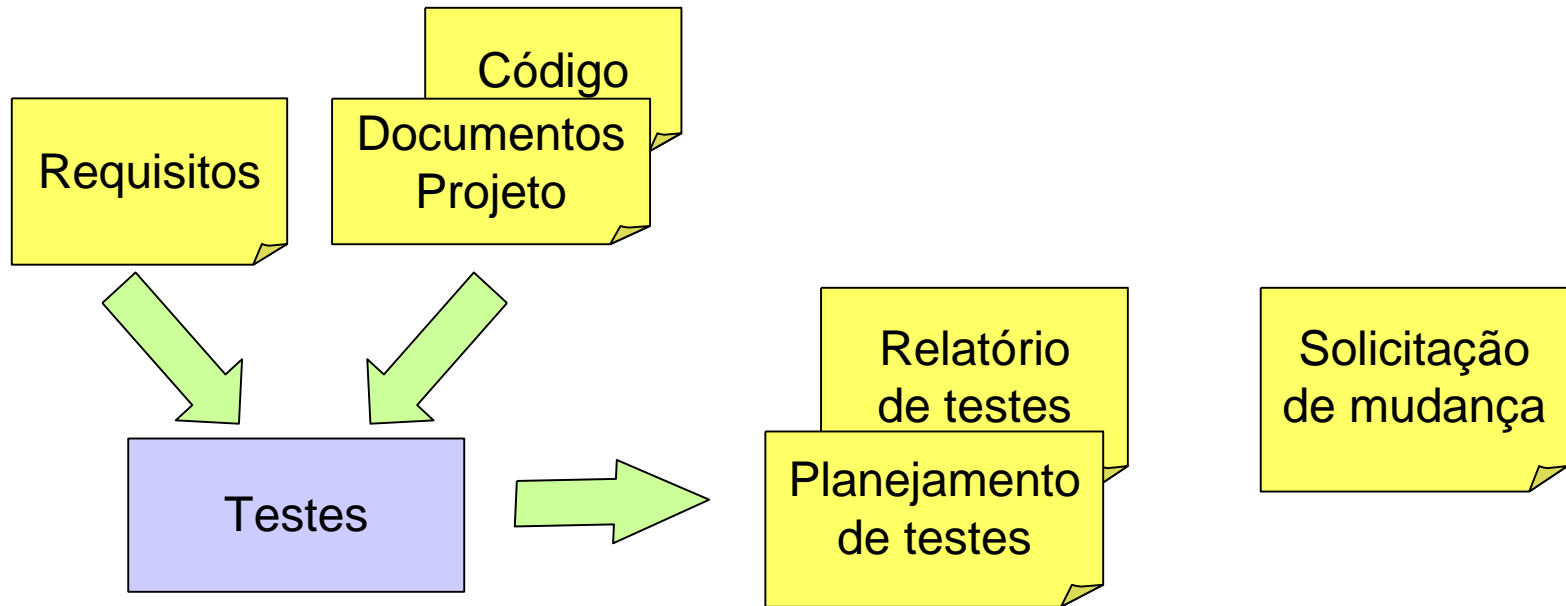 Código
Requisitos
Documentos
Projeto
Relatório
de testes
Solicitação
de mudança
Testes
Planejamento
de testes